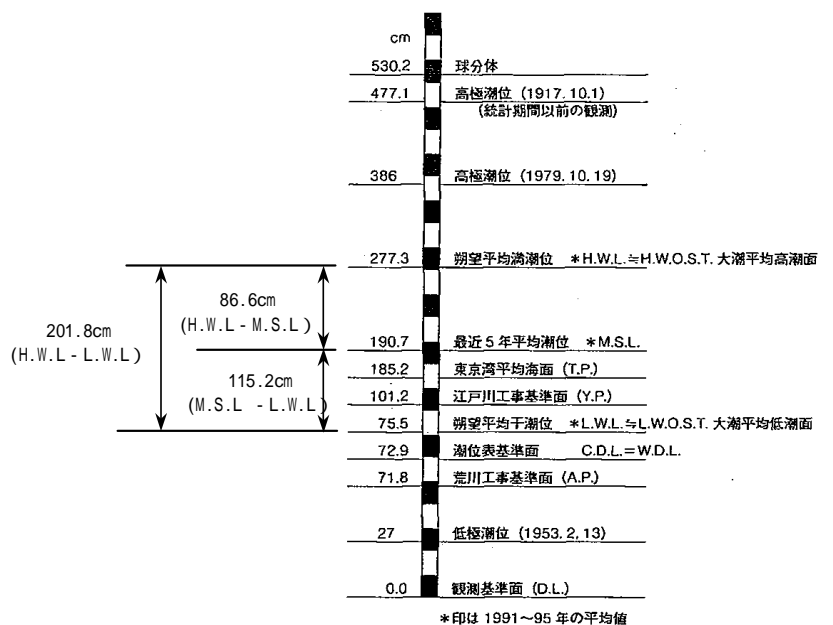 cm
530.2 球分体
477.1 高極潮位 (1917.10.1)
(統計期間以前の観測)
386 高極潮位 (1979.10.19)
277.3 朔望平均満潮位 *H.W.L.≒H.W.O.S.T. 大潮平均高潮面
86.6cm
(H.W.L - M.S.L)
201.8cm
(H.W.L - L.W.L)
190.7 最近5年平均潮位 *M.S.L.
185.2 東京湾平均海面 (T.P.)
115.2cm
(M.S.L - L.W.L)
101.2 江戸川工事基準面 (Y.P.)
75.5 朔望平均干潮位 *L.W.L≒L.W.O.S.T. 大潮平均低潮面
72.9 潮位表基準面 C.D.L.=W.D.L.
71.8 荒川工事基準面 (A.P.)
27 低極潮位 (1953.2.13)
0.0 観測基準面 (D.L.)
*印は1991〜95年の平均値